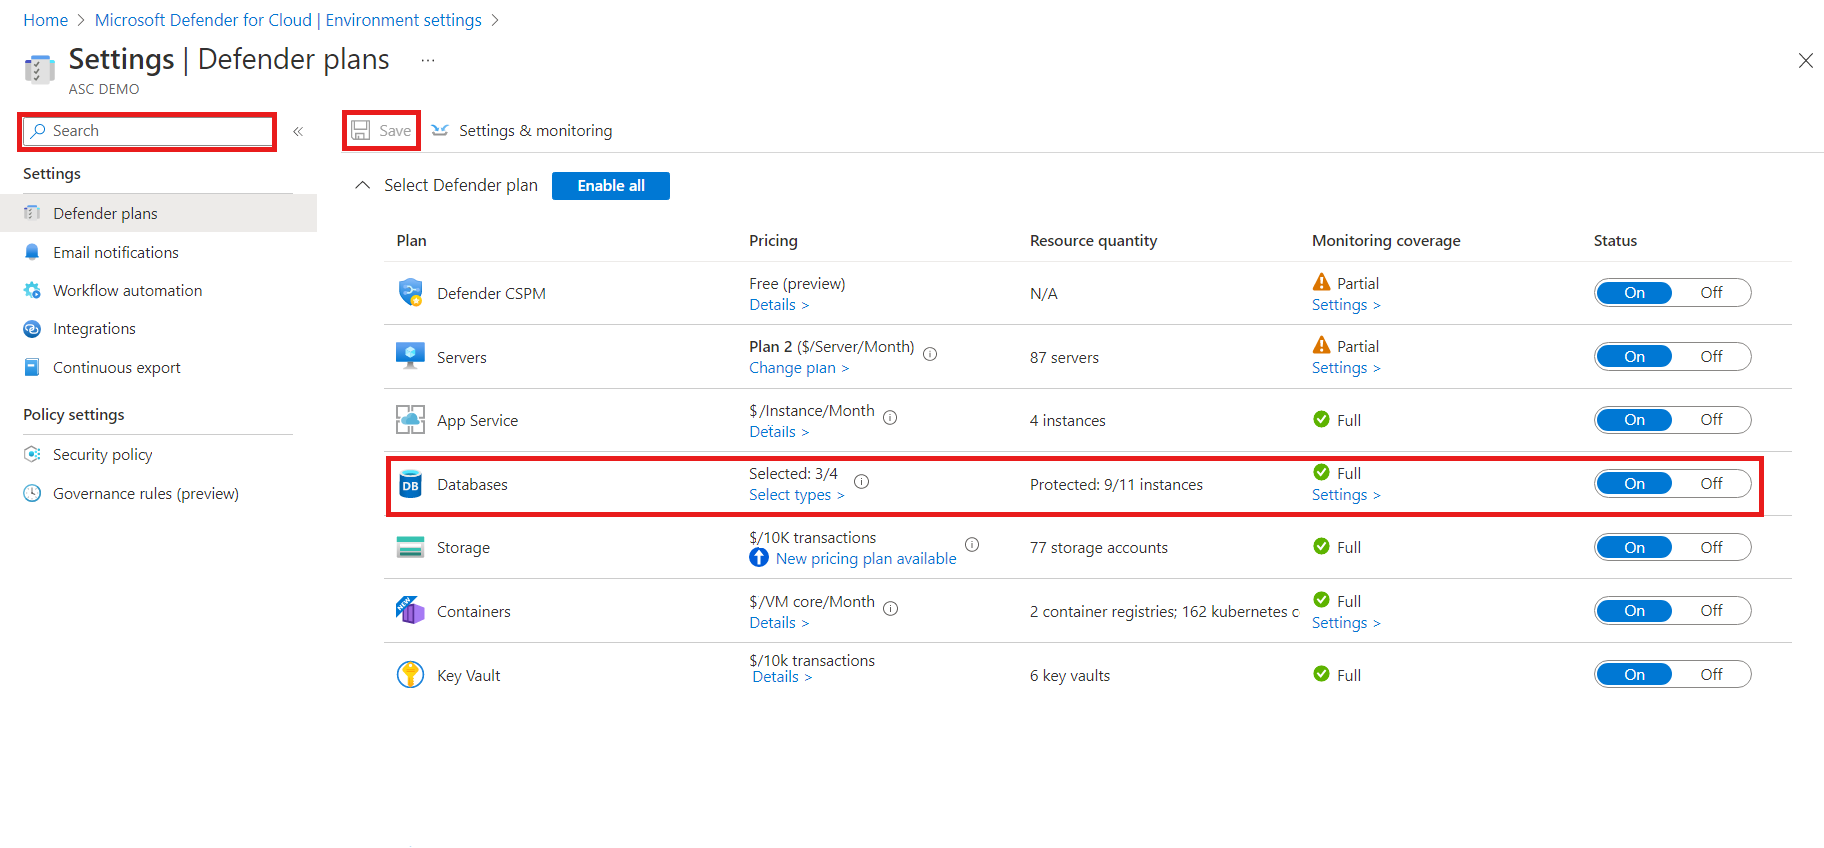 Home > Microsoft Defender for Cloud | Environment settings >
Settings | Defender plans ...
ASC DEMO
Search «
Save Settings & monitoring
Settings
Defender plans
Email notifications
Workflow automation
Integrations
Continuous export
Policy settings
Security policy
Governance rules (preview)
Select Defender plan Enable all
Plan Pricing Resource quantity Monitoring coverage Status
Defender CSPM Free (preview) N/A Partial On Off
Details > Settings >
Servers Plan 2 ($/Server/Month) 87 servers Partial On Off
Change plan > Settings >
App Service $/Instance/Month 4 instances Full On Off
Details >
DB Databases Selected: 3/4 Protected: 9/11 instances Full On Off
Select types > Settings >
Storage $/10K transactions 77 storage accounts Full On Off
New pricing plan available
NEW Containers $/VM core/Month 2 container registries; 162 kubernetes c Full On Off
Details > Settings >
Key Vault $/10k transactions 6 key vaults Full On Off
Details >